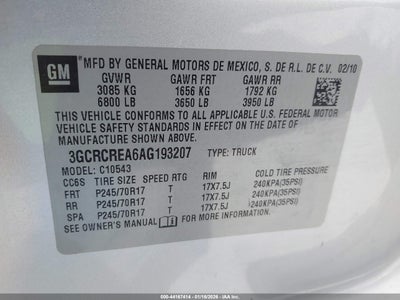 GM
MFD BY GENERAL MOTORS DE MEXICO, S. DE R.L. DE C.V. 02/10
GVWR GAWR FRT GAWR RR
3085 KG 1656 KG 1792 KG
6800 LB 3650 LB 3950 LB
THIS VEHICLE CONFORMS TO ALL APPLICABLE U.S. FEDERAL MOTOR
VEHICLE SAFETY AND THEFT PREVENTION STANDARDS IN EFFECT ON THE DATE OF
MANUFACTURE SHOWN ABOVE.
3GCRCREA6AG193207 TYPE: TRUCK
MODEL: C10543
CC6S TIRE SIZE SPEED RTG RIM COLD TIRE PRESSURE
FRT P245/70R17 T 17X7.5J 240KPA(35PSI)
RR P245/70R17 T 17X7.5J 240KPA(35PSI)
SPA P245/70R17 T 17X7.5J 240KPA(35PSI)
SEE OWNER'S MANUAL FOR ADDITIONAL INFORMATION.